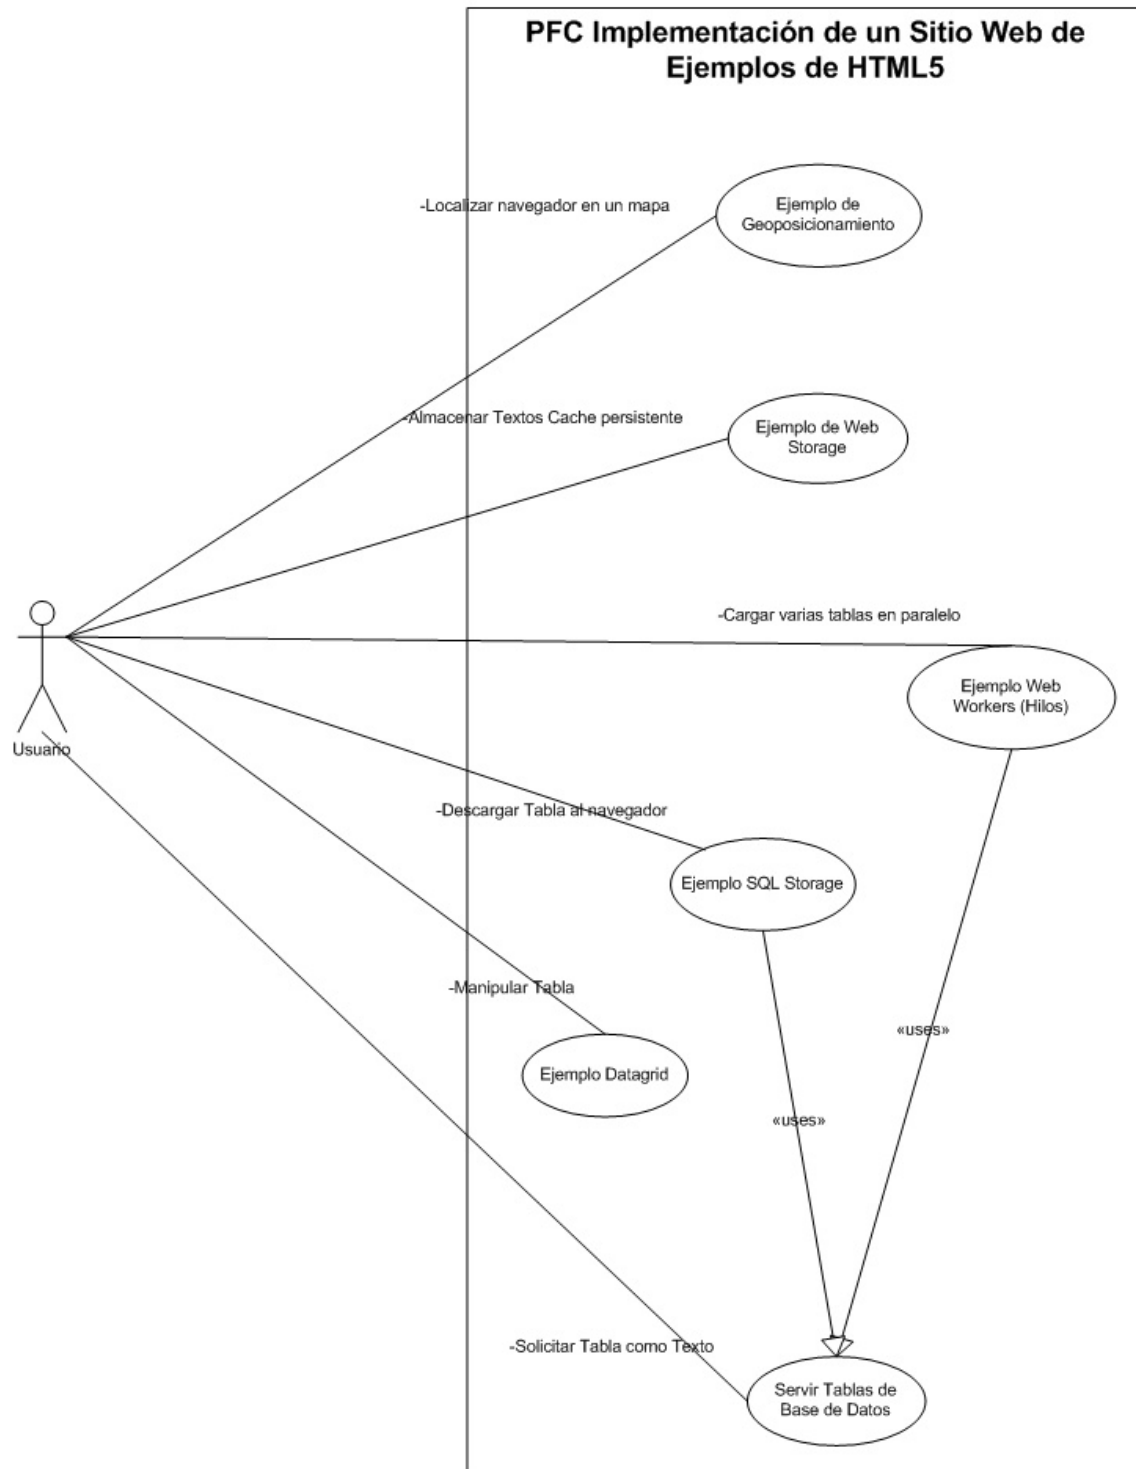 PFC Implementación de un Sitio Web de
Ejemplos de HTML5
-Localizar navegador en un mapa
Ejemplo de
Geoposicionamiento
-Almacenar Textos Cache persistente
Ejemplo de Web
Storage
-Cargar varias tablas en paralelo
Ejemplo Web
Workers (Hilos)
Usuario
-Descargar Tabla al navegador
Ejemplo SQL Storage
-Manipular Tabla
«uses»
Ejemplo Datagrid
«uses»
-Solicitar Tabla como Texto
Servir Tablas de
Base de Datos